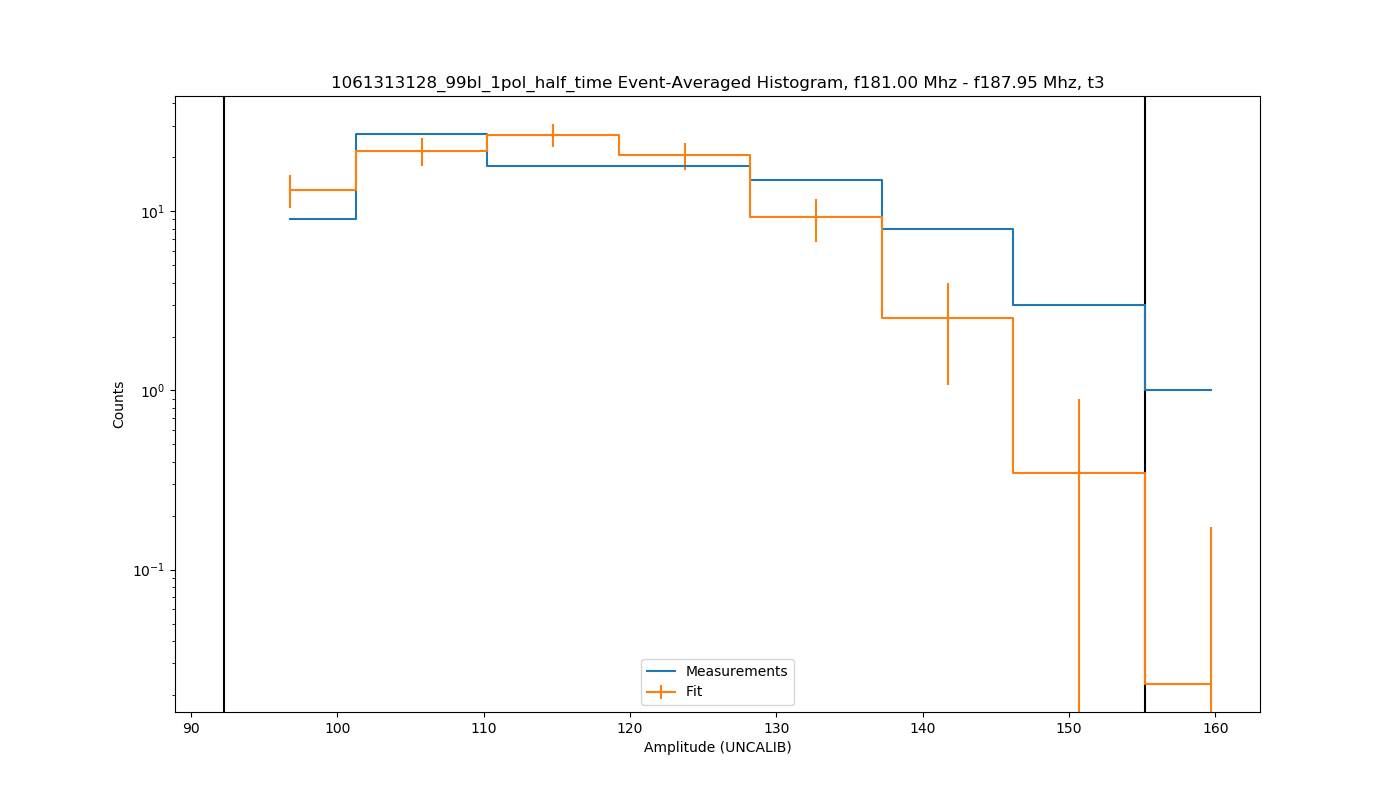 1061313128_99bl_1pol_half_time Event-Averaged Histogram, f181.00 Mhz - f187.95 Mhz, t3
Counts
10¹
10⁰
10⁻¹
Measurements
Fit
90 100 110 120 130 140 150 160
Amplitude (UNCALIB)